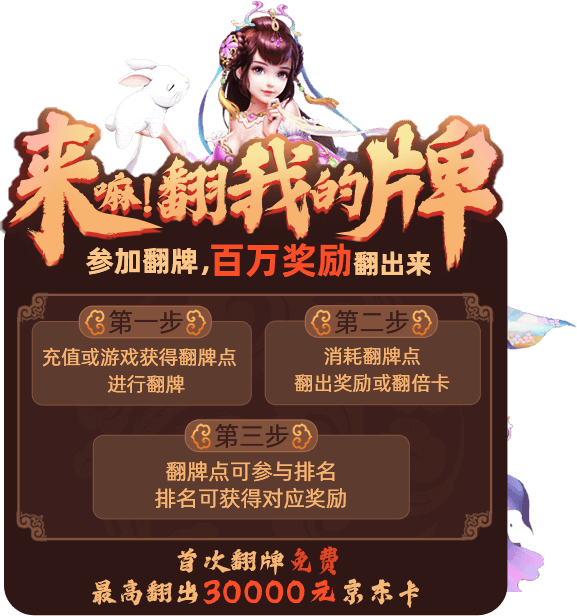 来嘛!翻我的牌
参加翻牌,百万奖励翻出来
第一步
充值或游戏获得翻牌点
进行翻牌
第二步
消耗翻牌点
翻出奖励或翻倍卡
第三步
翻牌点可参与排名
排名可获得对应奖励
首次翻牌免费
最高翻出30000元京东卡